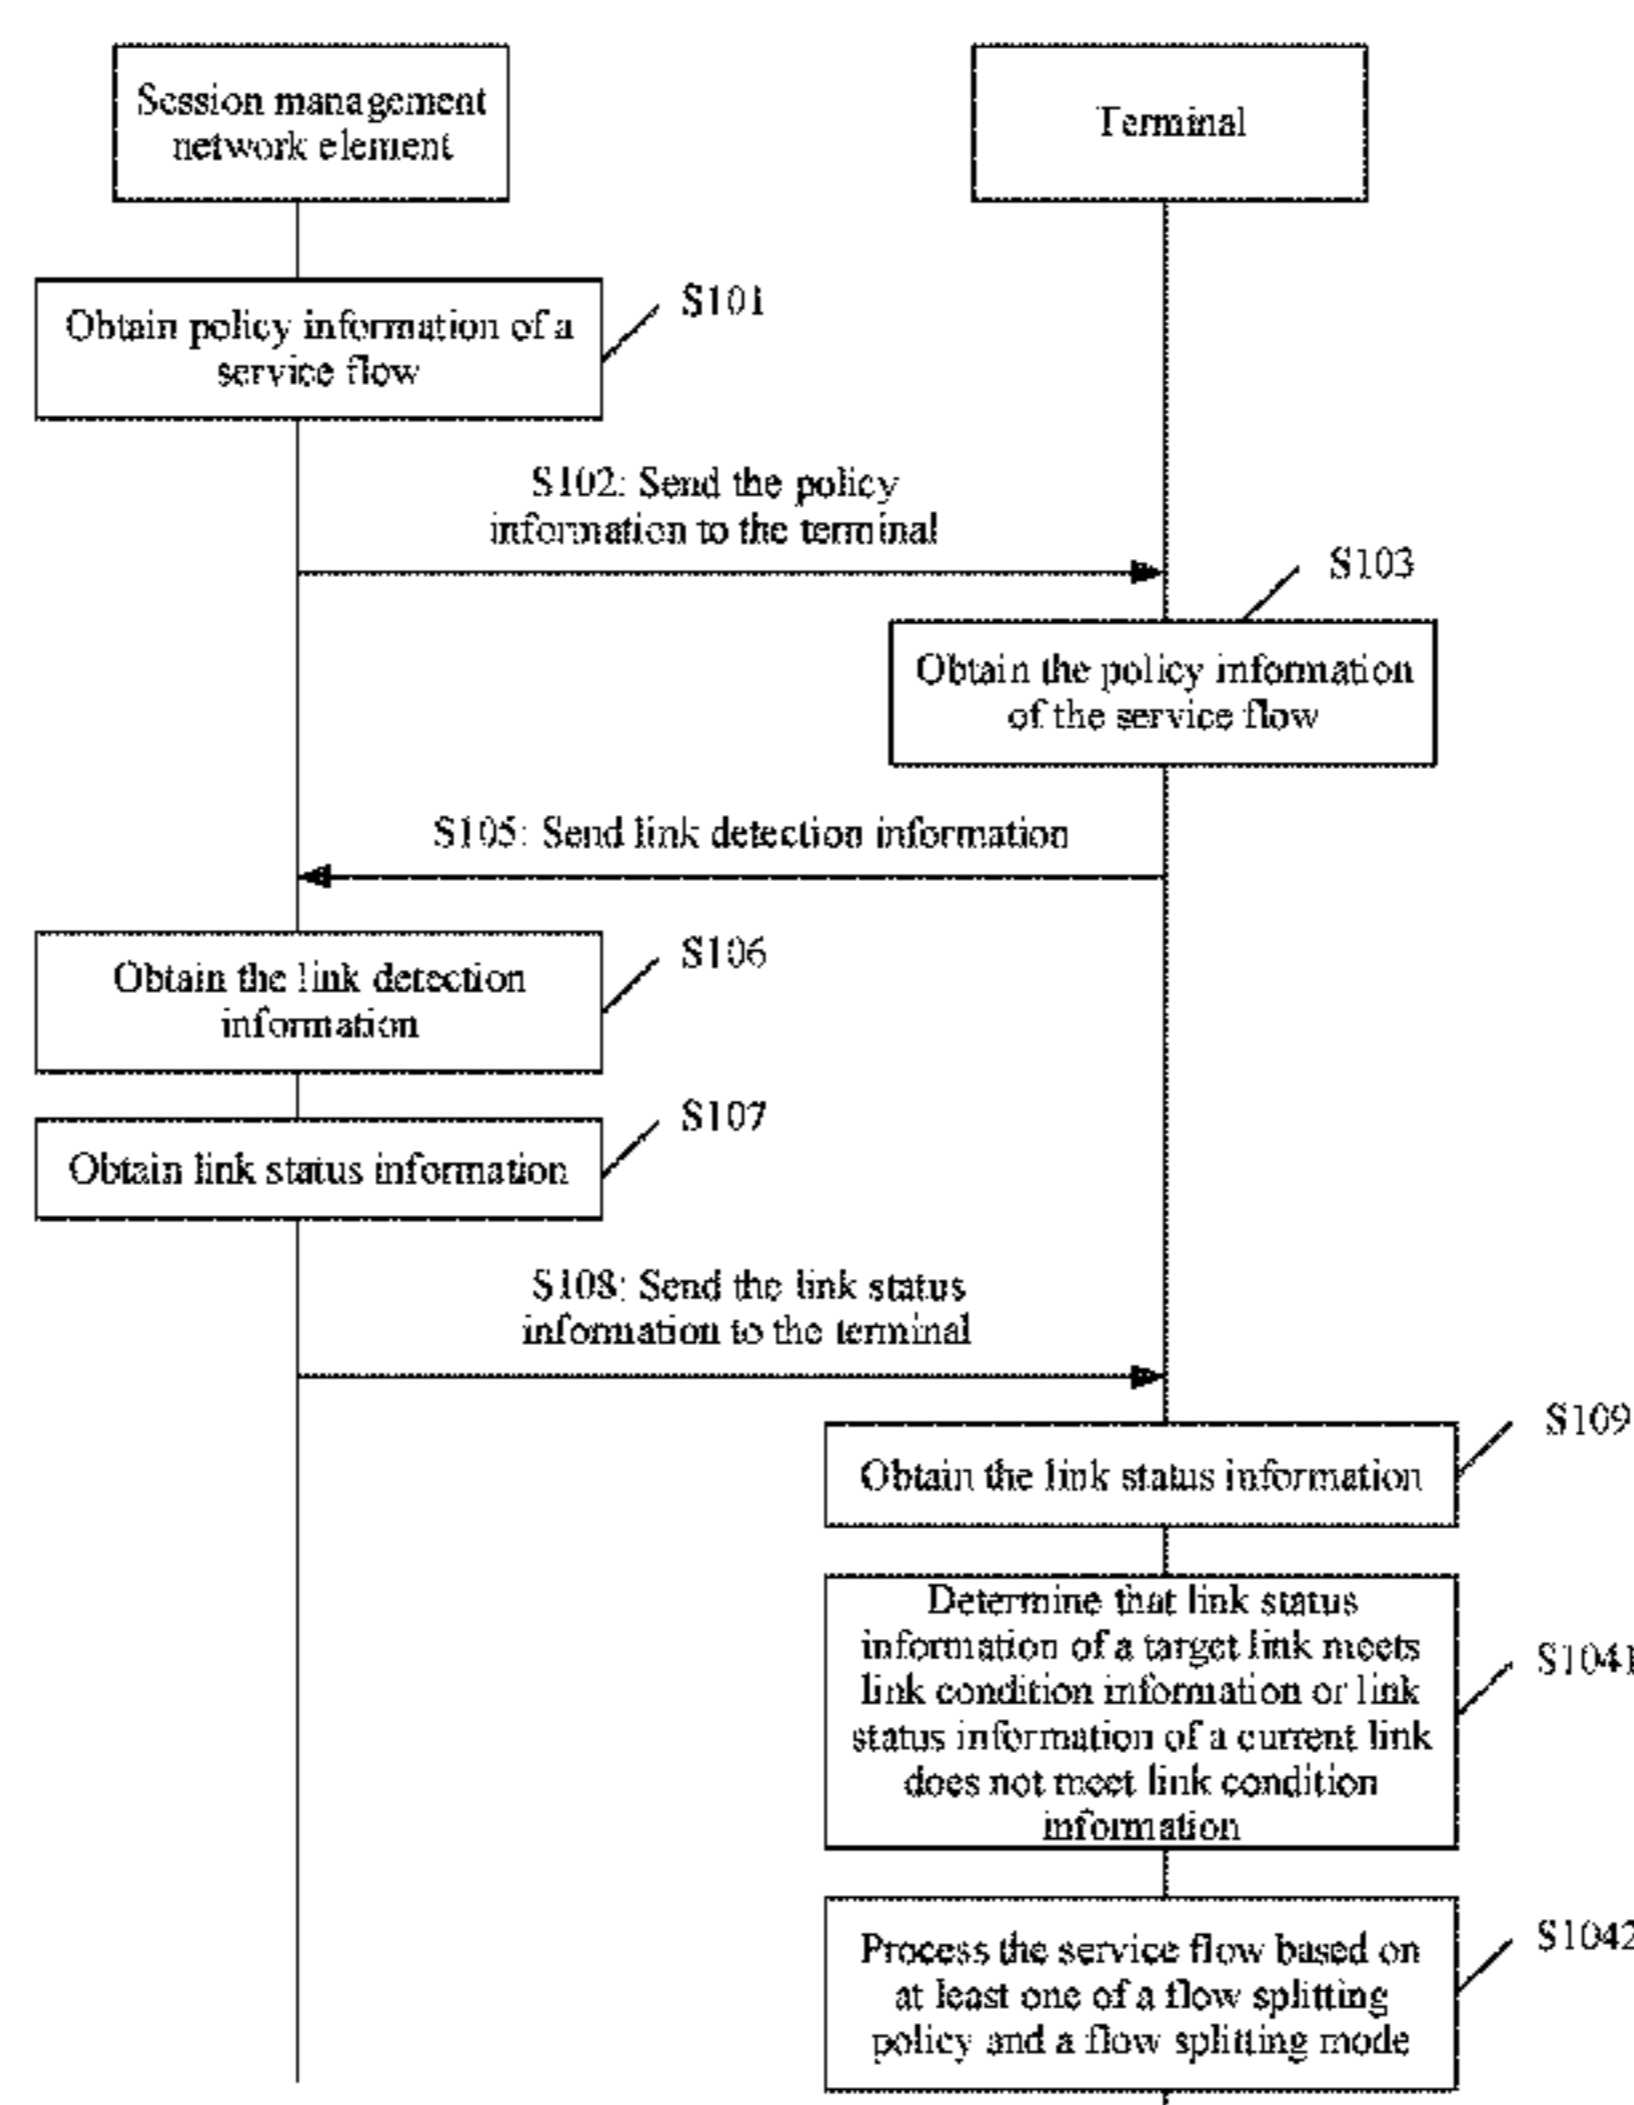 Session management
network element
Terminal
Obtain policy information of a
service flow
S101
S102: Send the policy
information to the terminal
S103
Obtain the policy information
of the service flow
S105: Send link detection information
Obtain the link detection
information
S106
Obtain link status information
S107
S108: Send the link status
information to the terminal
Obtain the link status information
S109
Determine that link status
information of a target link meets
link condition information or link
status information of a current link
does not meet link condition
information
S1041
Process the service flow based on
at least one of a flow splitting
policy and a flow splitting mode
S1042